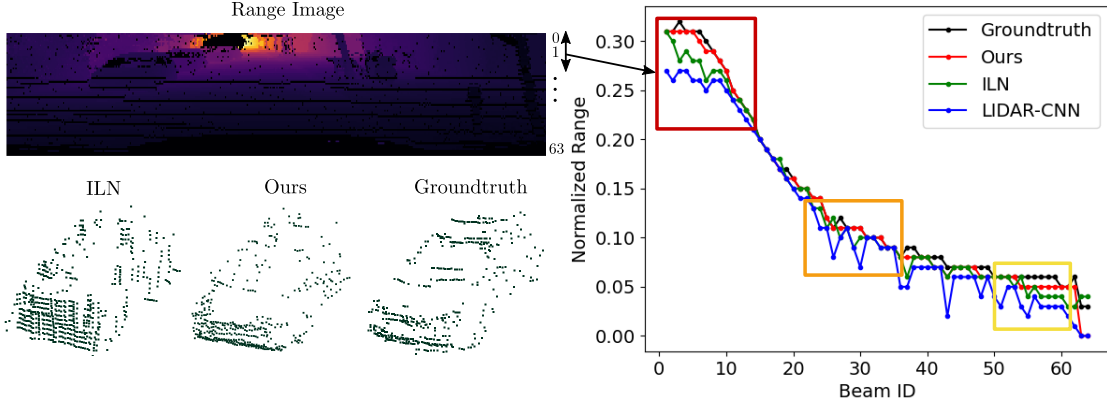 Range Image
0
1
63
ILN
Ours
Groundtruth
Normalized Range
0.30
0.25
0.20
0.15
0.10
0.05
0.00
Groundtruth
Ours
ILN
LIDAR-CNN
0 10 20 30 40 50 60
Beam ID